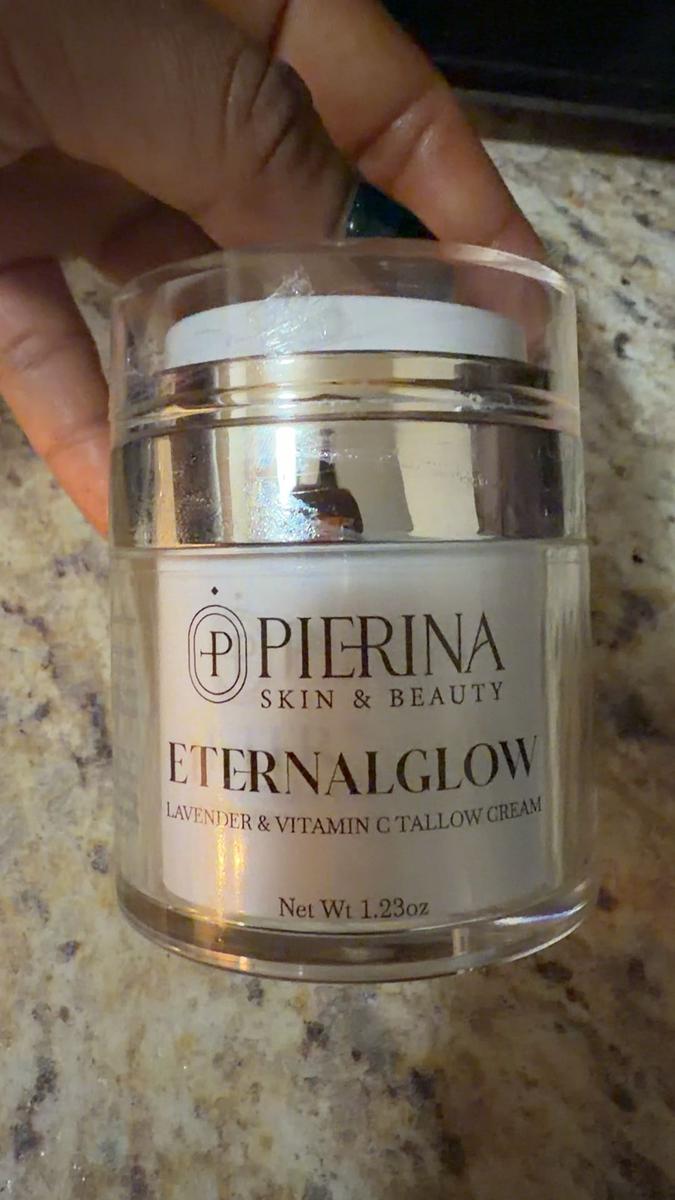 P
PIERINA
SKIN & BEAUTY
ETERNALGLOW
LAVENDER & VITAMIN C TALLOW CREAM
Net Wt 1.23oz